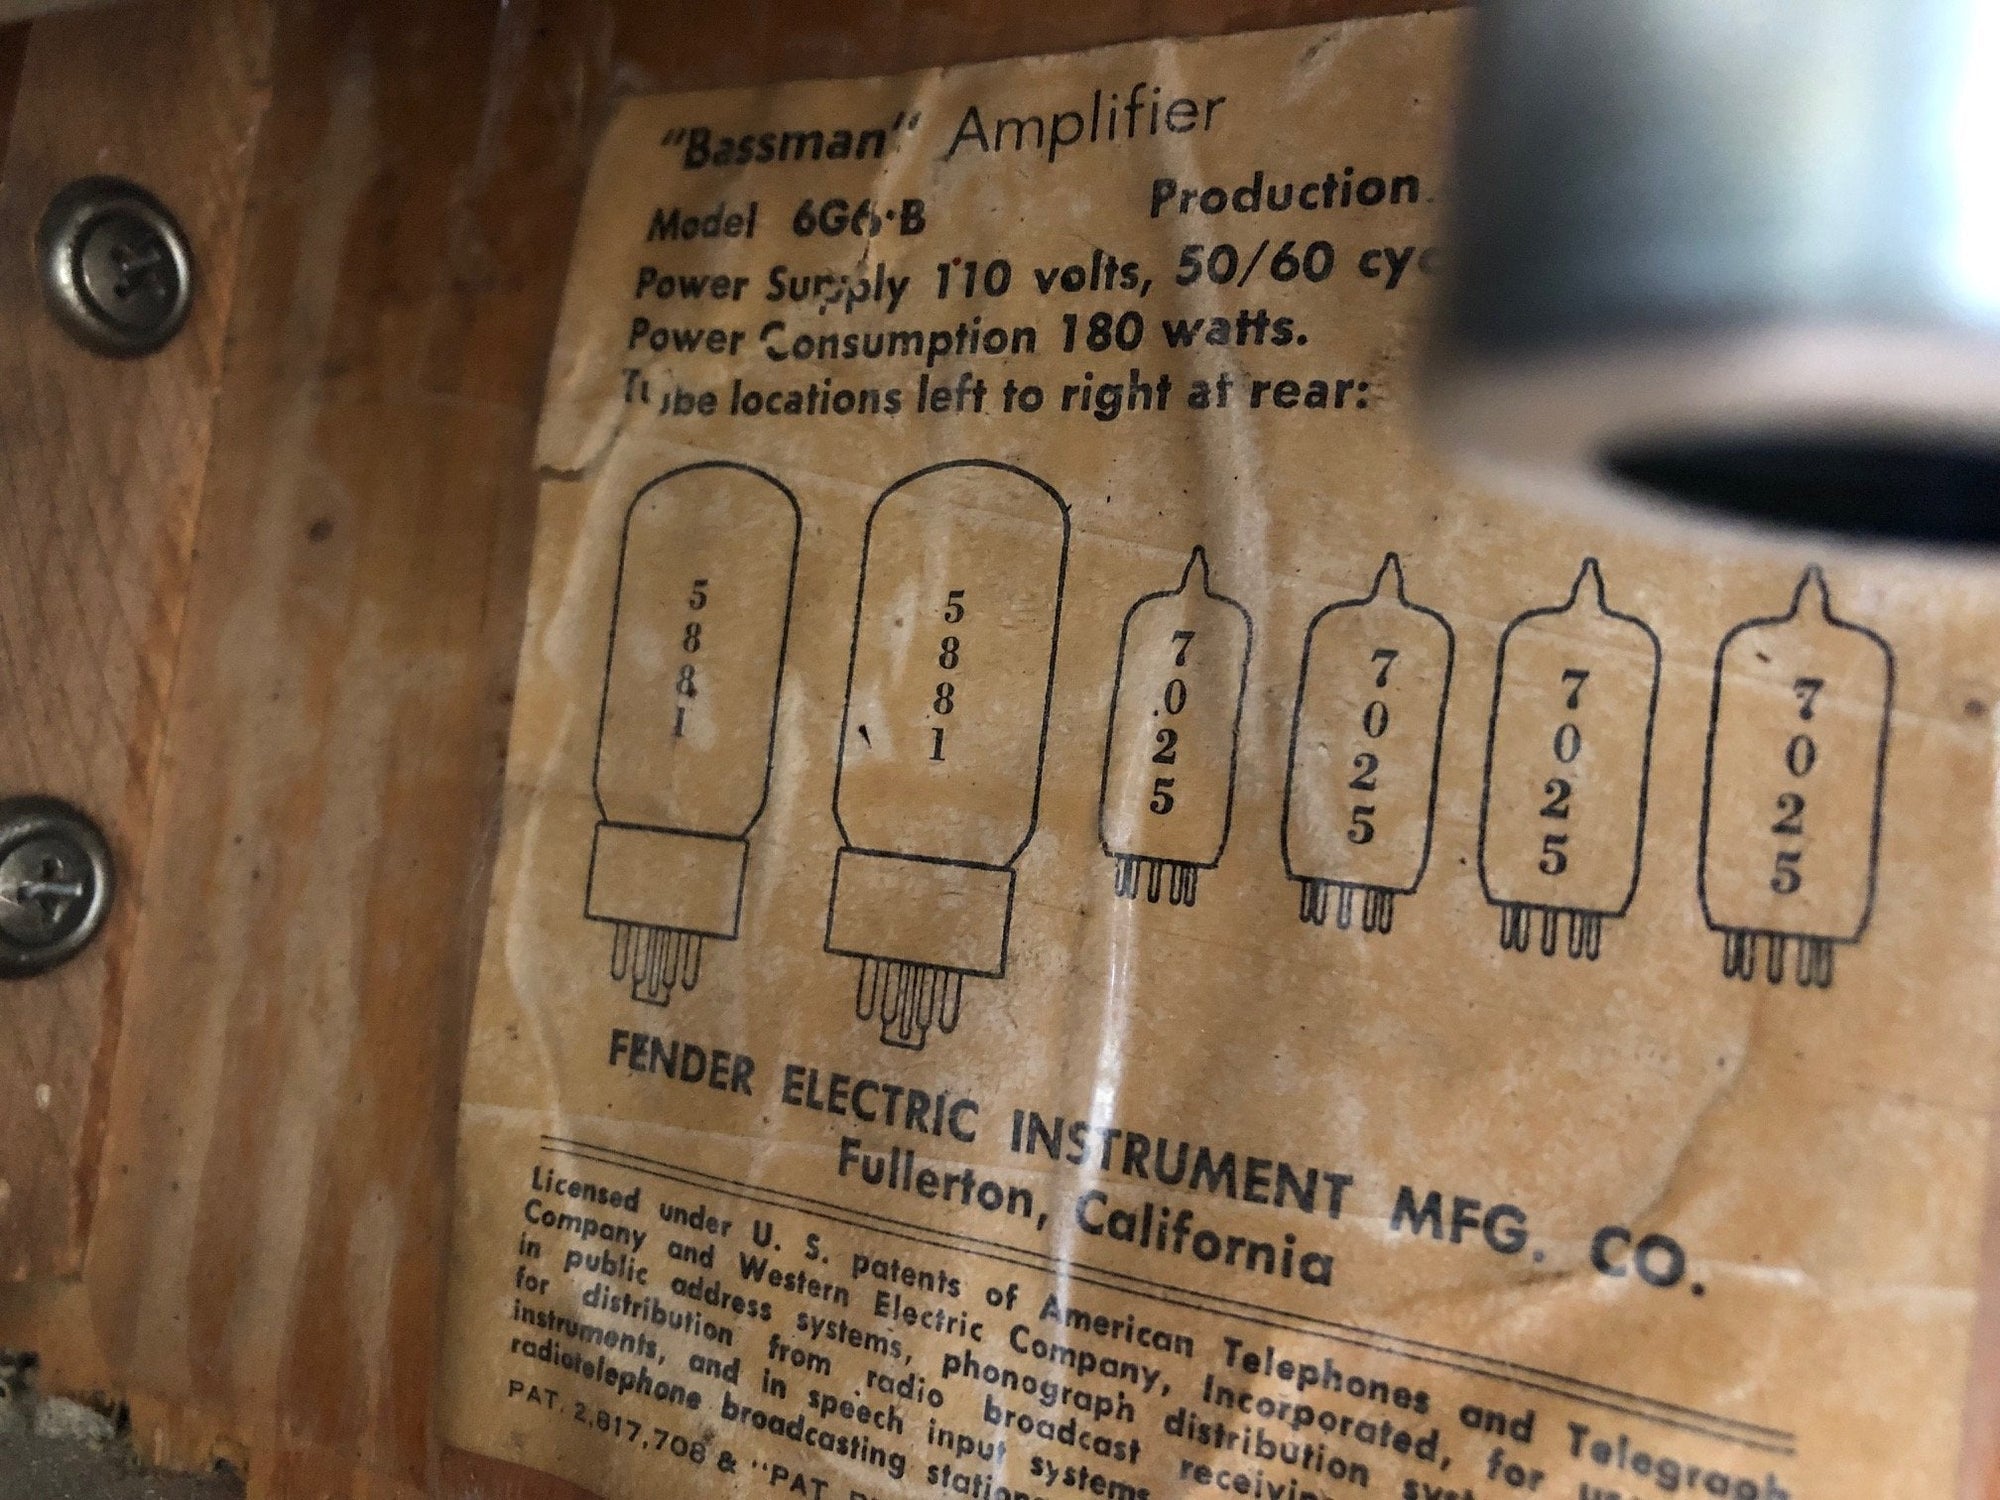 "Bassman" Amplifier
Model 6G6-B Production
Power Supply 110 volts, 50/60
Power Consumption 180 watts.
Tube locations left to right at rear:
5881 5881 7025 7025 7025 7025
FENDER ELECTRIC INSTRUMENT MFG. CO.
Fullerton, California
Licensed under U. S. patents of American Telephones and Telegraph
Company and Western Electric Company, Incorporated, for
in public address systems, phonograph distribution
for distribution from radio broadcast
instruments, and in speech input systems
radiotelephone broadcasting
PAT. 2,817,708 & "PAT.